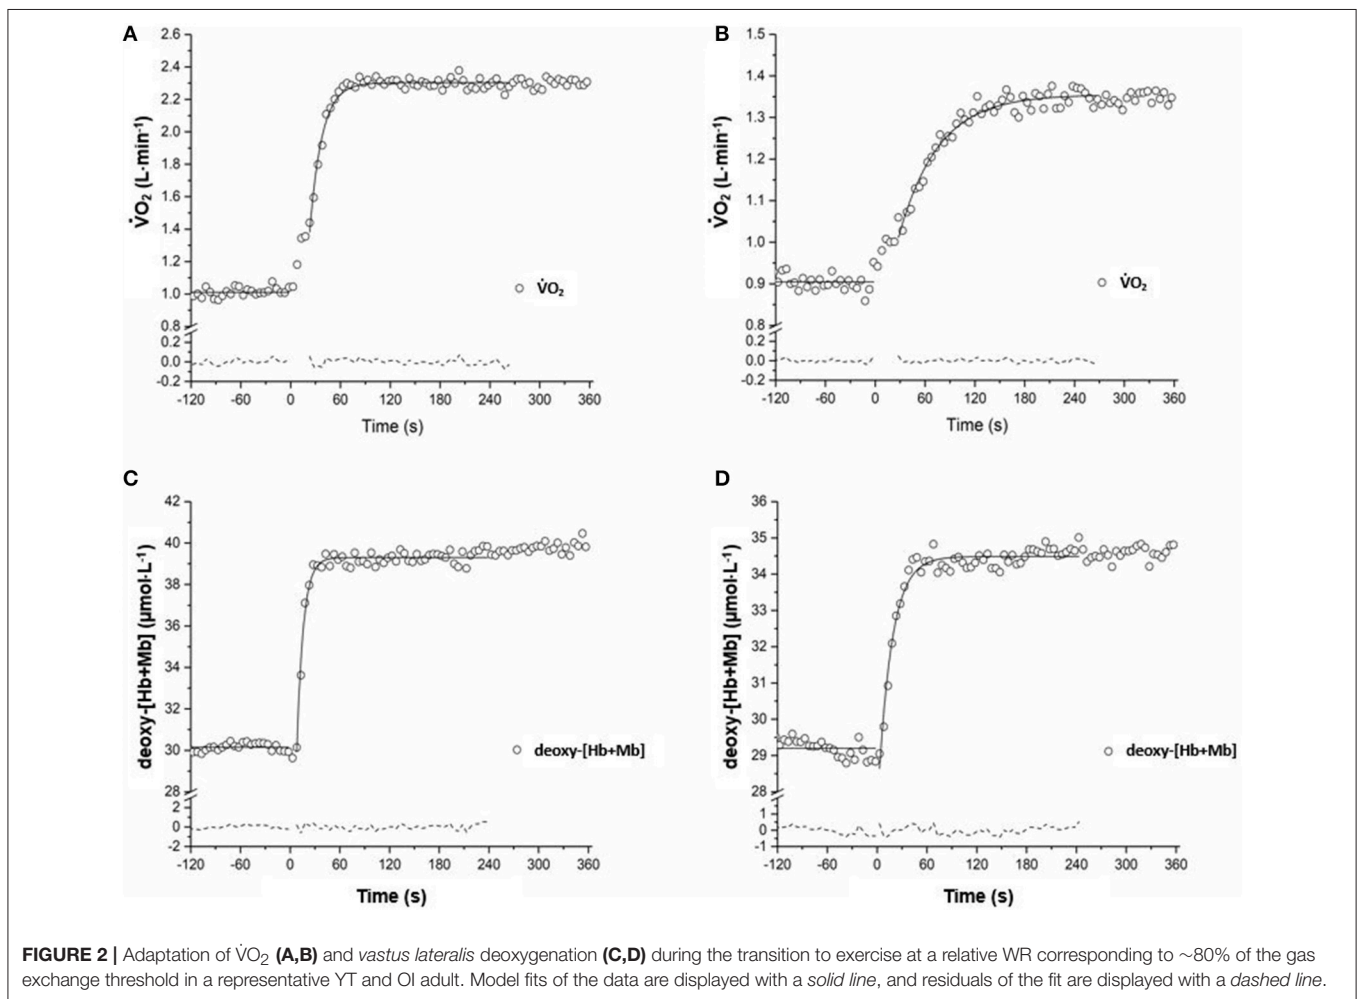 A
2.6
2.4
2.2
2.0
1.8
1.6
1.4
1.2
1.0
0.8
0.2
0.0
-0.2
V̇O₂ (L·min⁻¹)
V̇O₂
-120 -60 0 60 120 180 240 300 360
Time (s)
B
1.5
1.4
1.3
1.2
1.1
1.0
0.9
0.8
0.2
0.0
-0.2
V̇O₂ (L·min⁻¹)
V̇O₂
-120 -60 0 60 120 180 240 300 360
Time (s)
C
42
40
38
36
34
32
30
28
2
0
-2
deoxy-[Hb+Mb] (µmol·L⁻¹)
deoxy-[Hb+Mb]
-120 -60 0 60 120 180 240 300 360
Time (s)
D
36
35
34
33
32
31
30
29
28
1
0
-1
deoxy-[Hb+Mb] (µmol·L⁻¹)
deoxy-[Hb+Mb]
-120 -60 0 60 120 180 240 300 360
Time (s)
FIGURE 2 | Adaptation of V̇O₂ (A,B) and vastus lateralis deoxygenation (C,D) during the transition to exercise at a relative WR corresponding to ∼80% of the gas
exchange threshold in a representative YT and OI adult. Model fits of the data are displayed with a solid line, and residuals of the fit are displayed with a dashed line.